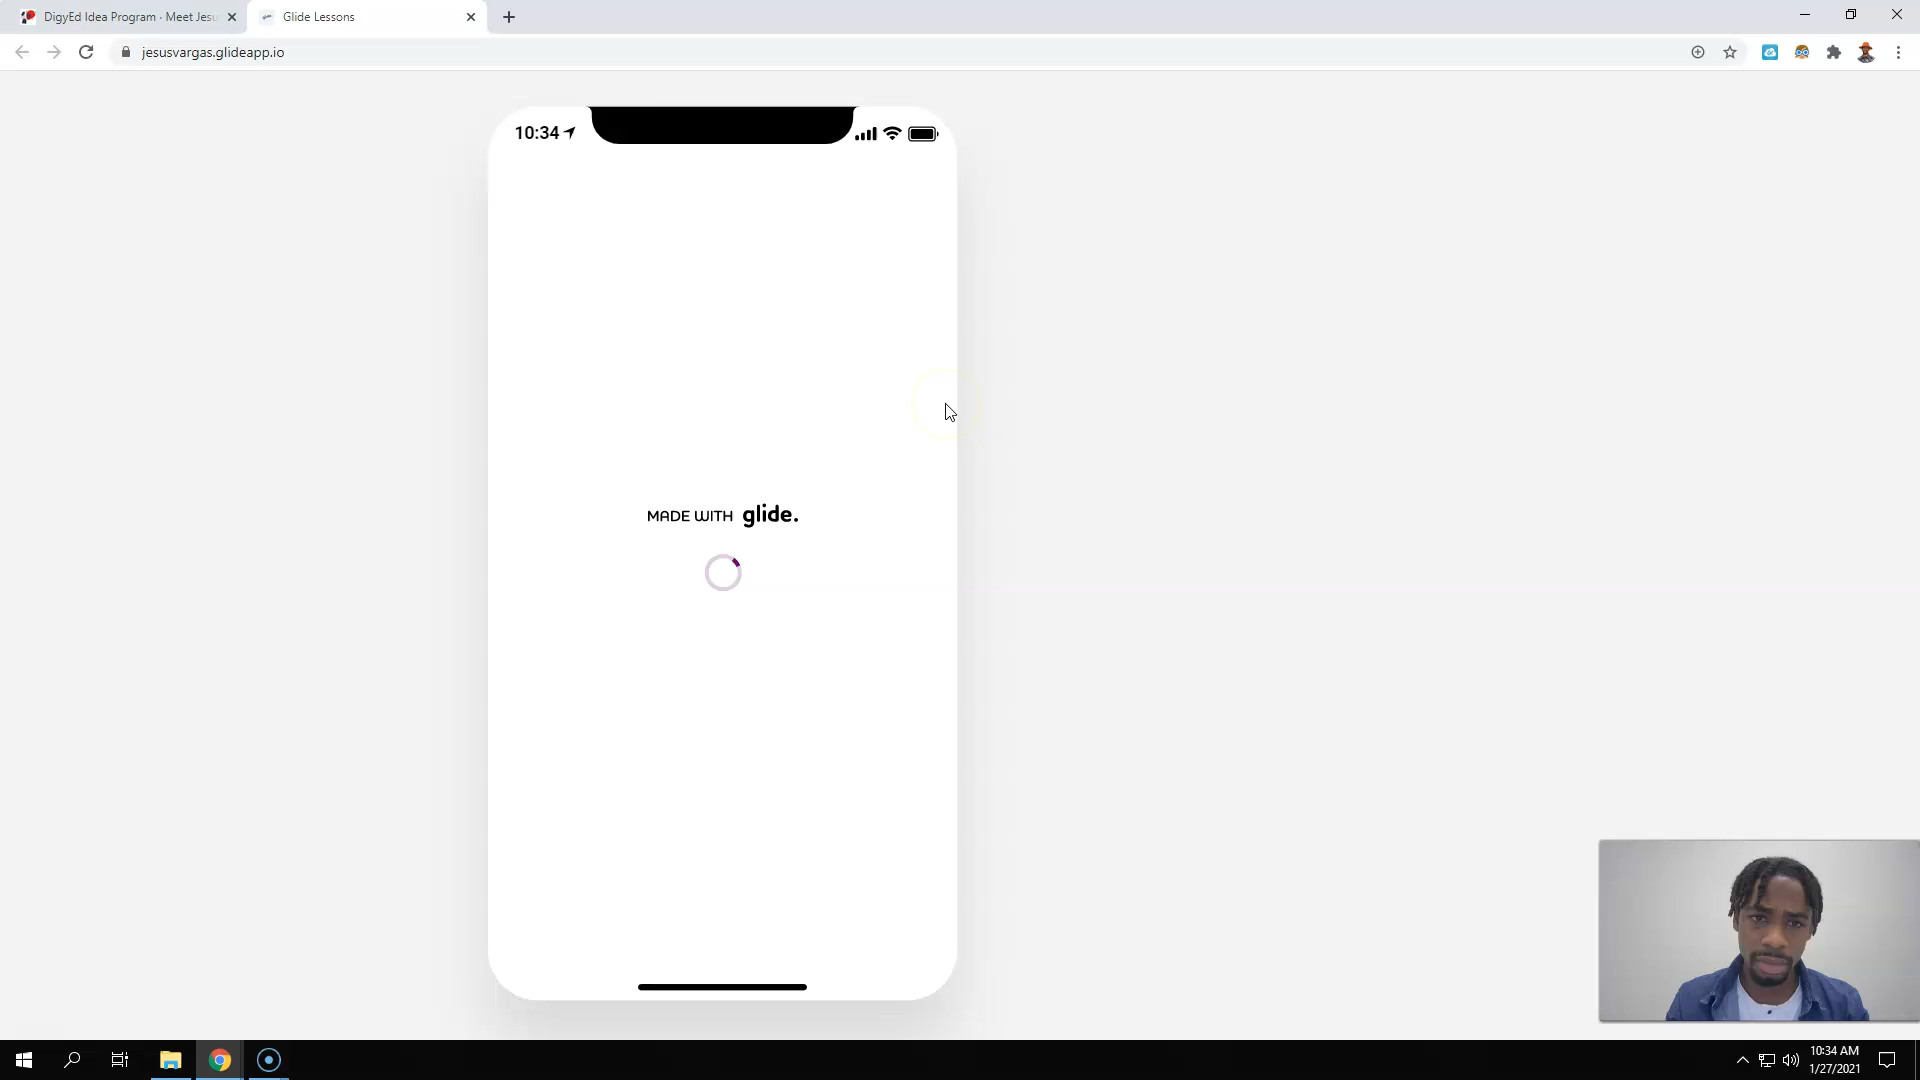 DigyEd Idea Program · Meet Jesu
Glide Lessons
jesusvargas.glideapp.io
10:34
MADE WITH glide.
10:34 AM
1/27/2021